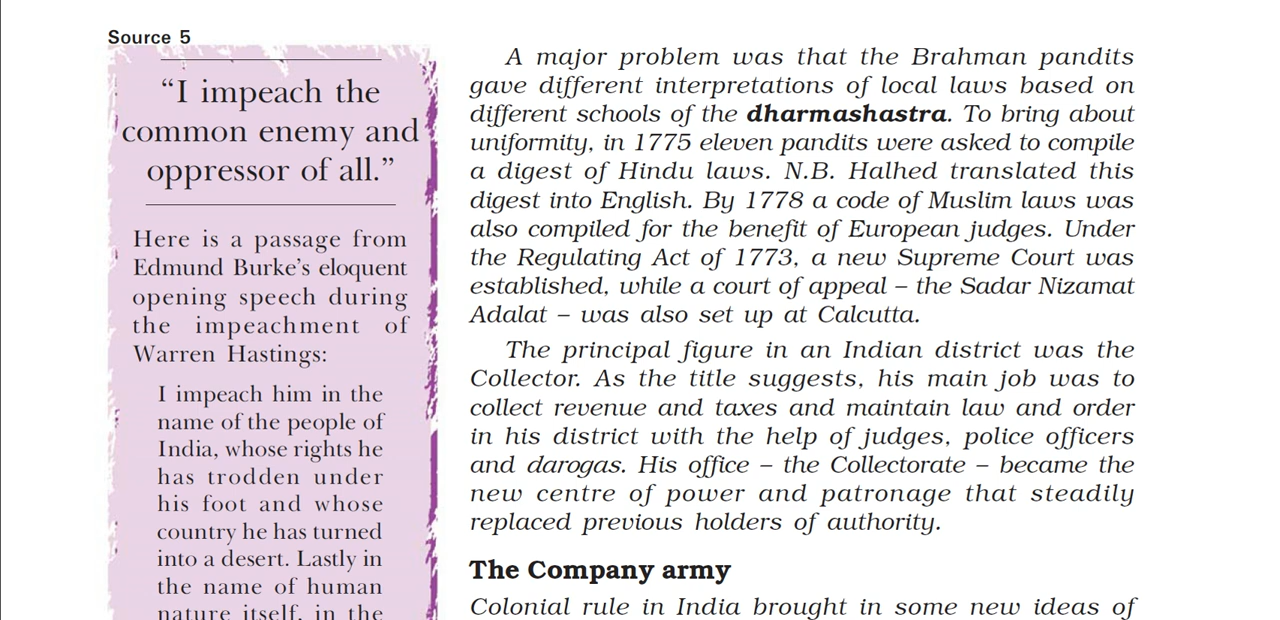 Source 5
“I impeach the
common enemy and
oppressor of all.”
Here is a passage from
Edmund Burke’s eloquent
opening speech during
the impeachment of
Warren Hastings:
I impeach him in the
name of the people of
India, whose rights he
has trodden under
his foot and whose
country he has turned
into a desert. Lastly in
the name of human
nature itself, in the
A major problem was that the Brahman pandits
gave different interpretations of local laws based on
different schools of the dharmashastra. To bring about
uniformity, in 1775 eleven pandits were asked to compile
a digest of Hindu laws. N.B. Halhed translated this
digest into English. By 1778 a code of Muslim laws was
also compiled for the benefit of European judges. Under
the Regulating Act of 1773, a new Supreme Court was
established, while a court of appeal – the Sadar Nizamat
Adalat – was also set up at Calcutta.
The principal figure in an Indian district was the
Collector. As the title suggests, his main job was to
collect revenue and taxes and maintain law and order
in his district with the help of judges, police officers
and darogas. His office – the Collectorate – became the
new centre of power and patronage that steadily
replaced previous holders of authority.
The Company army
Colonial rule in India brought in some new ideas of